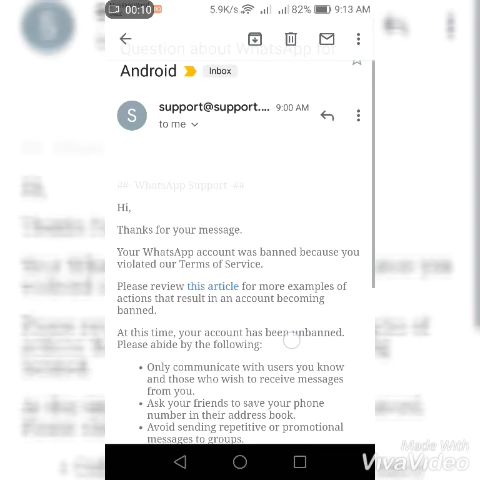 00:10
5.9K/s
82%
9:13 AM
Question about WhatsApp for
Android
Inbox
S
support@support....
9:00 AM
to me
## WhatsApp Support ##
Hi,
Thanks for your message.
Your WhatsApp account was banned because you
violated our Terms of Service.
Please review this article for more examples of
actions that result in an account becoming
banned.
At this time, your account has been unbanned.
Please abide by the following:
• Only communicate with users you know
and those who wish to receive messages
from you.
• Ask your friends to save your phone
number in their address book.
• Avoid sending repetitive or promotional
messages to groups.
Made With
VivaVideo